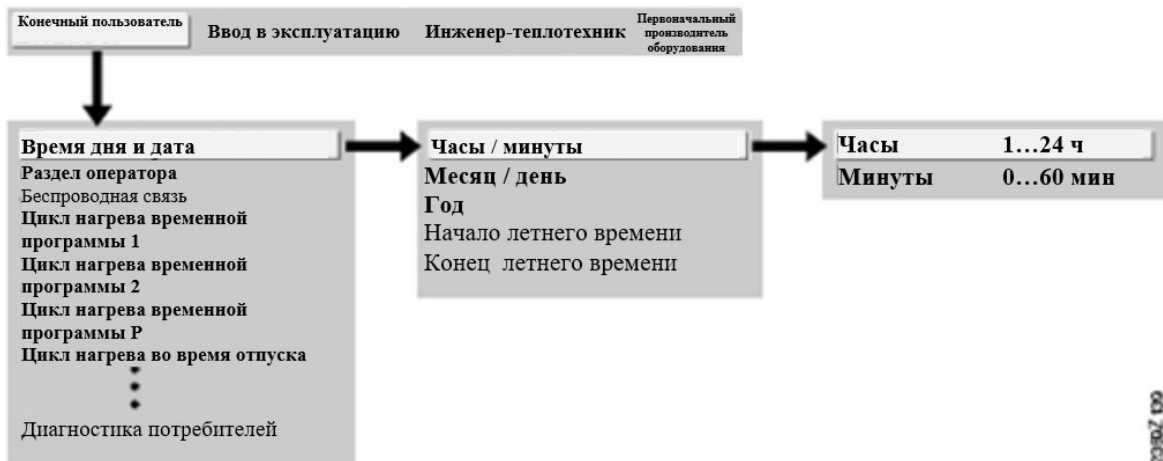 Конечный пользователь
Ввод в эксплуатацию
Инженер-теплотехник
Первоначальный
производитель
оборудования
Время дня и дата
Раздел оператора
Беспроводная связь
Цикл нагрева временной
программы 1
Цикл нагрева временной
программы 2
Цикл нагрева временной
программы Р
Цикл нагрева во время отпуска
Диагностика потребителей
Часы / минуты
Месяц / день
Год
Начало летнего времени
Конец летнего времени
Часы 1…24 ч
Минуты 0…60 мин